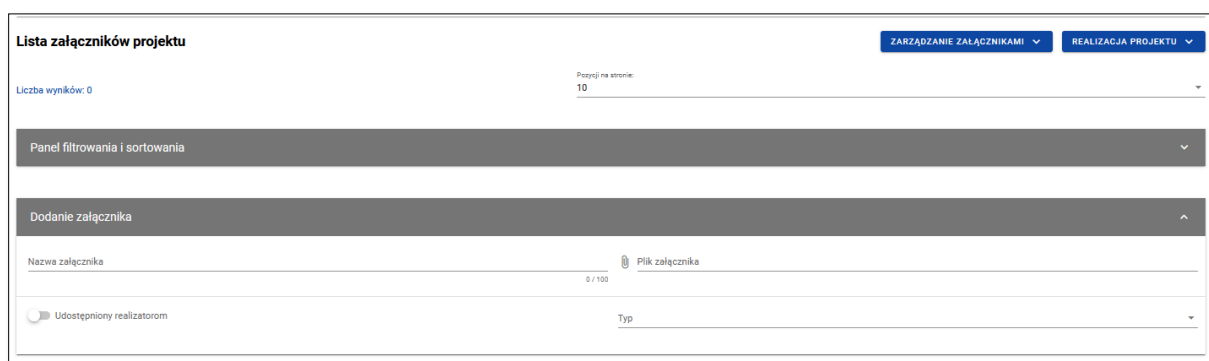 Lista załączników projektu
ZARZĄDZANIE ZAŁĄCZNIKAMI
REALIZACJA PROJEKTU
Pozycji na stronie:
Liczba wyników: 0
10
Panel filtrowania i sortowania
Dodanie załącznika
Nazwa załącznika
Plik załącznika
0 / 100
Udostępniony realizatorom
Typ